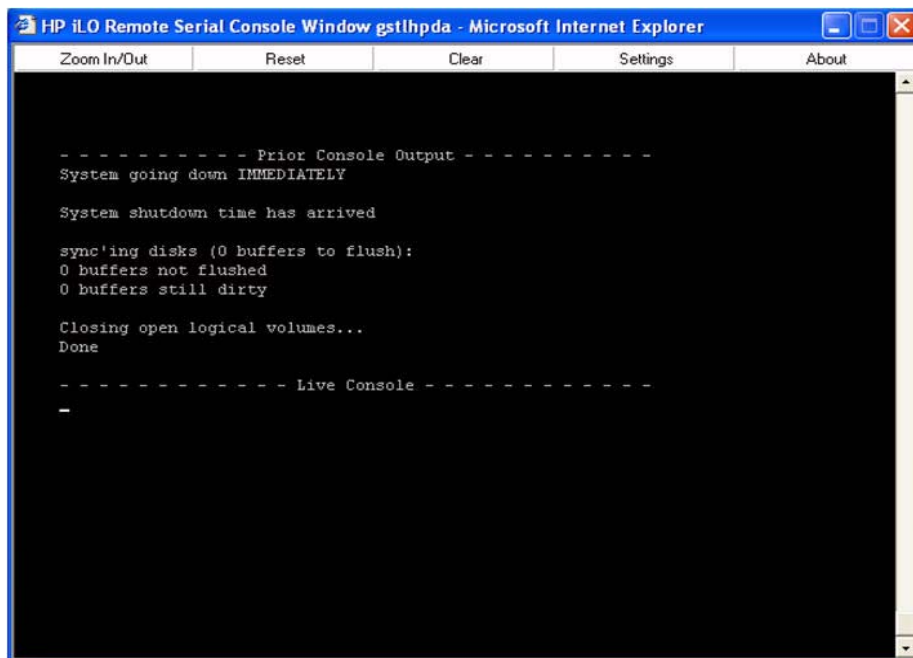 HP iLO Remote Serial Console Window gstlhpda - Microsoft Internet Explorer
Zoom In/Out Reset Clear Settings About
- - - - - - - - - - Prior Console Output - - - - - - - - - -
System going down IMMEDIATELY
System shutdown time has arrived
sync'ing disks (0 buffers to flush):
0 buffers not flushed
0 buffers still dirty
Closing open logical volumes...
Done
- - - - - - - - - - - - Live Console - - - - - - - - - - - -